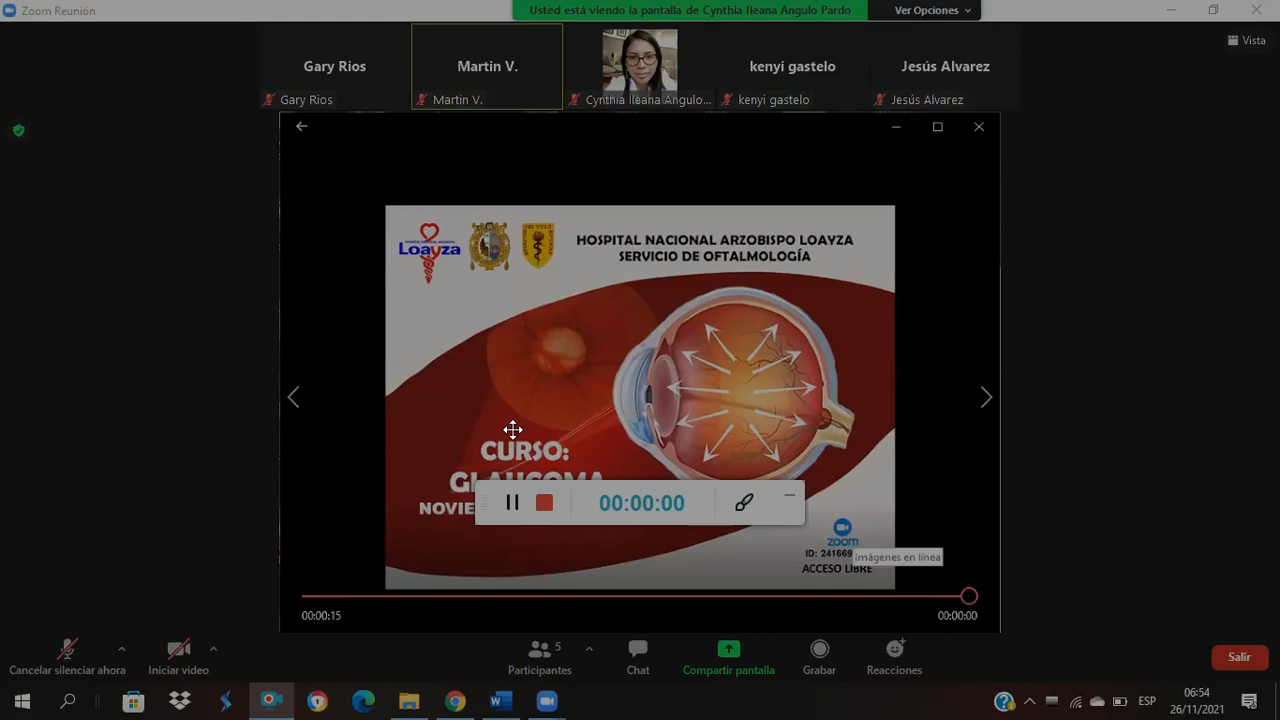 Zoom Reunión
Usted está viendo la pantalla de Cynthia Ileana Angulo Pardo
Ver Opciones
Vista
Gary Rios
Martin V.
kenyi gastelo
Jesús Alvarez
Gary Rios
Martin V.
Cynthia Ileana Angulo...
kenyi gastelo
Jesús Alvarez
Loayza
HOSPITAL NACIONAL ARZOBISPO LOAYZA
SERVICIO DE OFTALMOLOGÍA
CURSO:
GLAUCOMA
NOVIE
00:00:00
zoom
ID: 241669
Imágenes en línea
ACCESO LIBRE
00:00:15
00:00:00
Cancelar silenciar ahora
Iniciar video
5
Participantes
Chat
Compartir pantalla
Grabar
Reacciones
Salir
ESP
06:54
26/11/2021